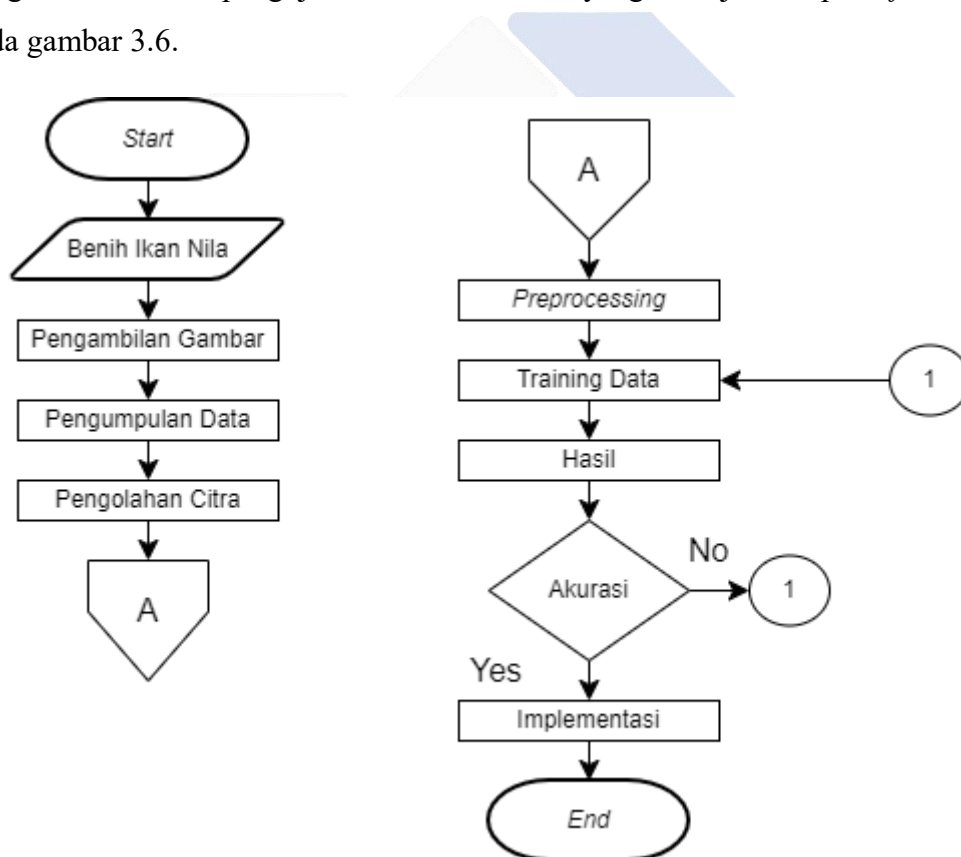 da gambar 3.6.
Start
Benih Ikan Nila
Pengambilan Gambar
Pengumpulan Data
Pengolahan Citra
A
A
Preprocessing
Training Data
1
Hasil
Akurasi
No
1
Yes
Implementasi
End